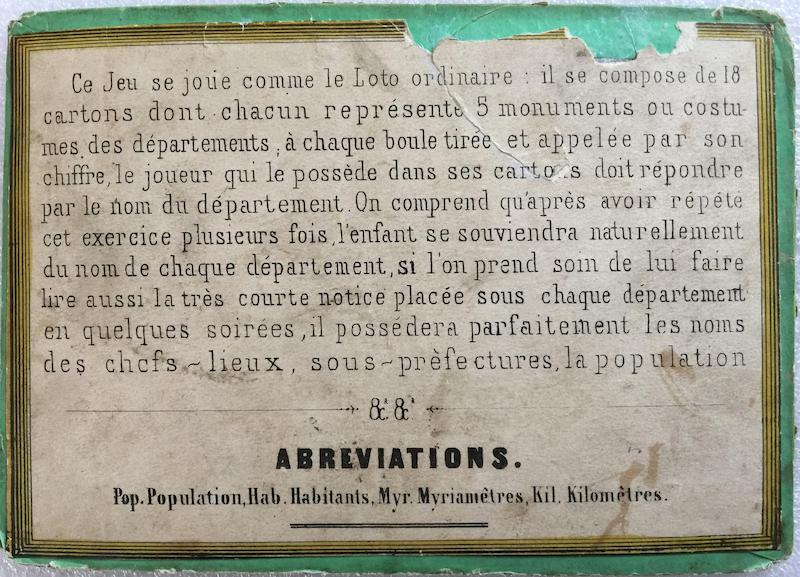 Ce Jeu se joue comme le Loto ordinaire : il se compose de 18
cartons dont chacun représente 5 monuments ou costu-
mes des départements, à chaque boule tirée et appelée par son
chiffre, le joueur qui le possède dans ses cartons doit répondre
par le nom du département. On comprend qu'après avoir répété
cet exercice plusieurs fois, l'enfant se souviendra naturellement
du nom de chaque département, si l'on prend soin de lui faire
lire aussi la très courte notice placée sous chaque département
en quelques soirées, il possédera parfaitement les noms
des chefs-lieux, sous-prèfectures, la population
&c. &c.
ABREVIATIONS.
Pop. Population, Hab. Habitants, Myr. Myriamêtres, Kil. Kilomêtres.